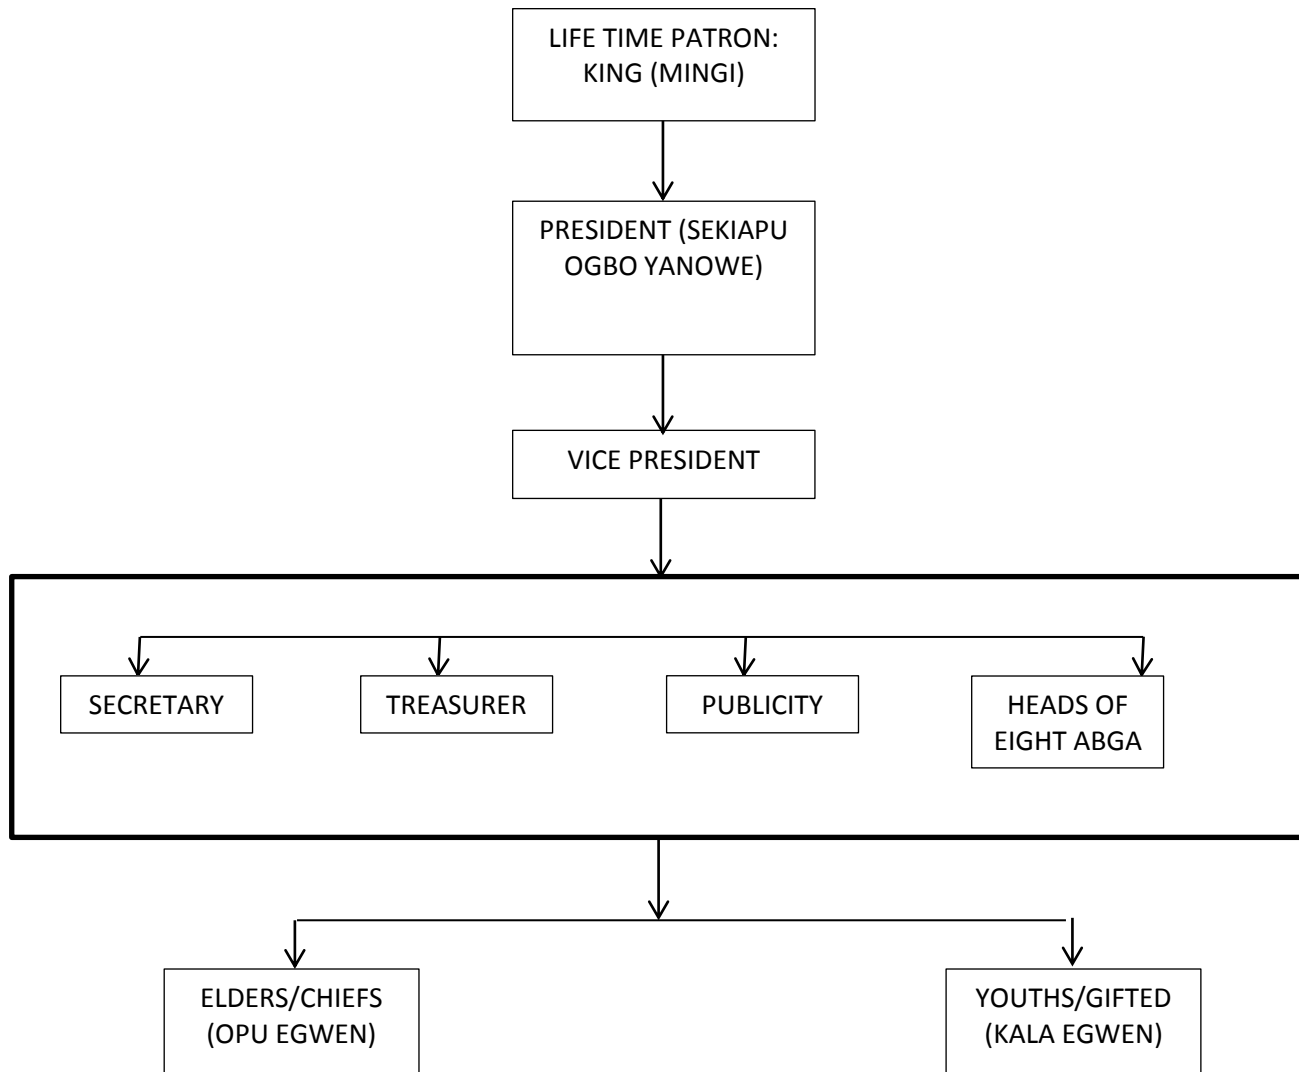 LIFE TIME PATRON:
KING (MINGI)
PRESIDENT (SEKIAPU
OGBO YANOWE)
VICE PRESIDENT
SECRETARY
TREASURER
PUBLICITY
HEADS OF
EIGHT ABGA
ELDERS/CHIEFS
(OPU EGWEN)
YOUTHS/GIFTED
(KALA EGWEN)